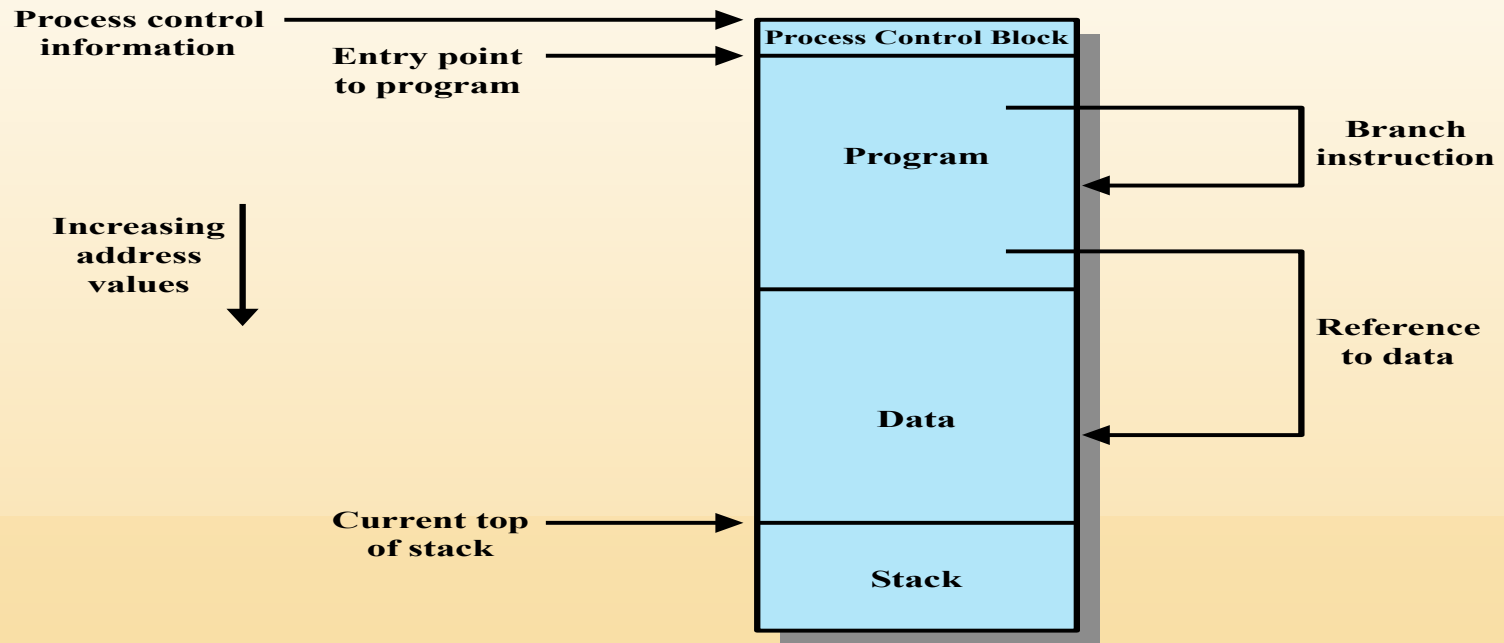 Process control
information
Process Control Block
Entry point
to program
Branch
instruction
Program
Increasing
address
values
Reference
to data
Data
Current top
of stack
Stack